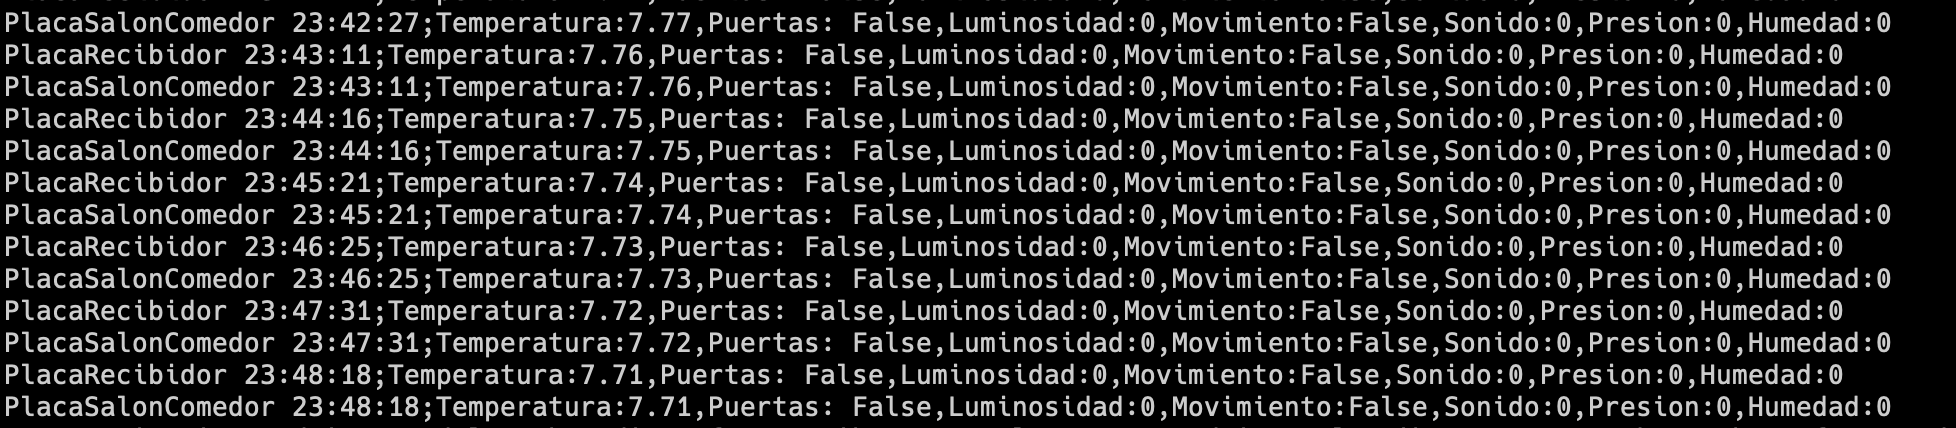 PlacaSalonComedor 23:42:27;Temperatura:7.77,Puertas: False,Luminosidad:0,Movimiento:False,Sonido:0,Presion:0,Humedad:0
PlacaRecibidor 23:43:11;Temperatura:7.76,Puertas: False,Luminosidad:0,Movimiento:False,Sonido:0,Presion:0,Humedad:0
PlacaSalonComedor 23:43:11;Temperatura:7.76,Puertas: False,Luminosidad:0,Movimiento:False,Sonido:0,Presion:0,Humedad:0
PlacaRecibidor 23:44:16;Temperatura:7.75,Puertas: False,Luminosidad:0,Movimiento:False,Sonido:0,Presion:0,Humedad:0
PlacaSalonComedor 23:44:16;Temperatura:7.75,Puertas: False,Luminosidad:0,Movimiento:False,Sonido:0,Presion:0,Humedad:0
PlacaRecibidor 23:45:21;Temperatura:7.74,Puertas: False,Luminosidad:0,Movimiento:False,Sonido:0,Presion:0,Humedad:0
PlacaSalonComedor 23:45:21;Temperatura:7.74,Puertas: False,Luminosidad:0,Movimiento:False,Sonido:0,Presion:0,Humedad:0
PlacaRecibidor 23:46:25;Temperatura:7.73,Puertas: False,Luminosidad:0,Movimiento:False,Sonido:0,Presion:0,Humedad:0
PlacaSalonComedor 23:46:25;Temperatura:7.73,Puertas: False,Luminosidad:0,Movimiento:False,Sonido:0,Presion:0,Humedad:0
PlacaRecibidor 23:47:31;Temperatura:7.72,Puertas: False,Luminosidad:0,Movimiento:False,Sonido:0,Presion:0,Humedad:0
PlacaSalonComedor 23:47:31;Temperatura:7.72,Puertas: False,Luminosidad:0,Movimiento:False,Sonido:0,Presion:0,Humedad:0
PlacaRecibidor 23:48:18;Temperatura:7.71,Puertas: False,Luminosidad:0,Movimiento:False,Sonido:0,Presion:0,Humedad:0
PlacaSalonComedor 23:48:18;Temperatura:7.71,Puertas: False,Luminosidad:0,Movimiento:False,Sonido:0,Presion:0,Humedad:0